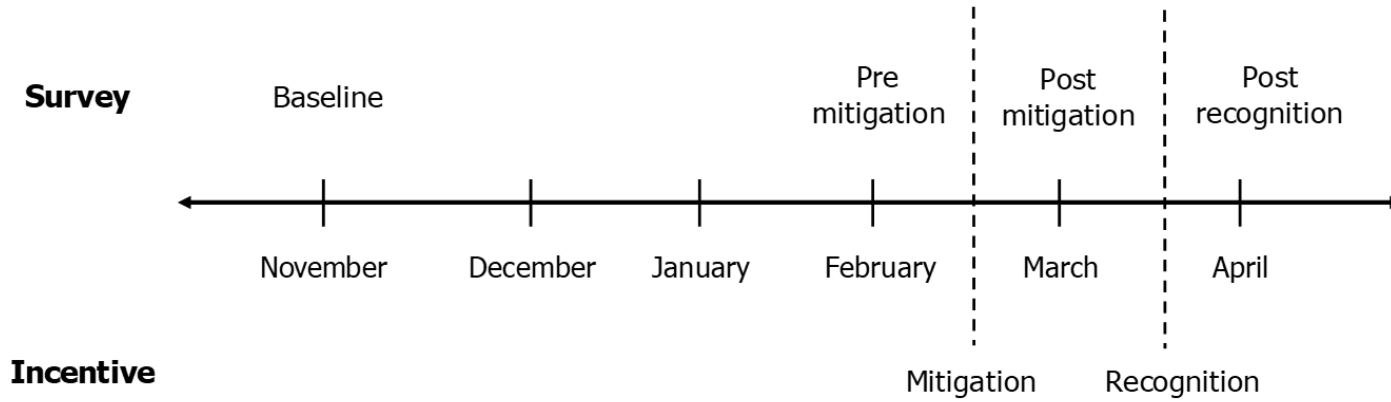 Survey
Baseline
Pre
mitigation
Post
mitigation
Post
recognition
November
December
January
February
March
April
Incentive
Mitigation
Recognition